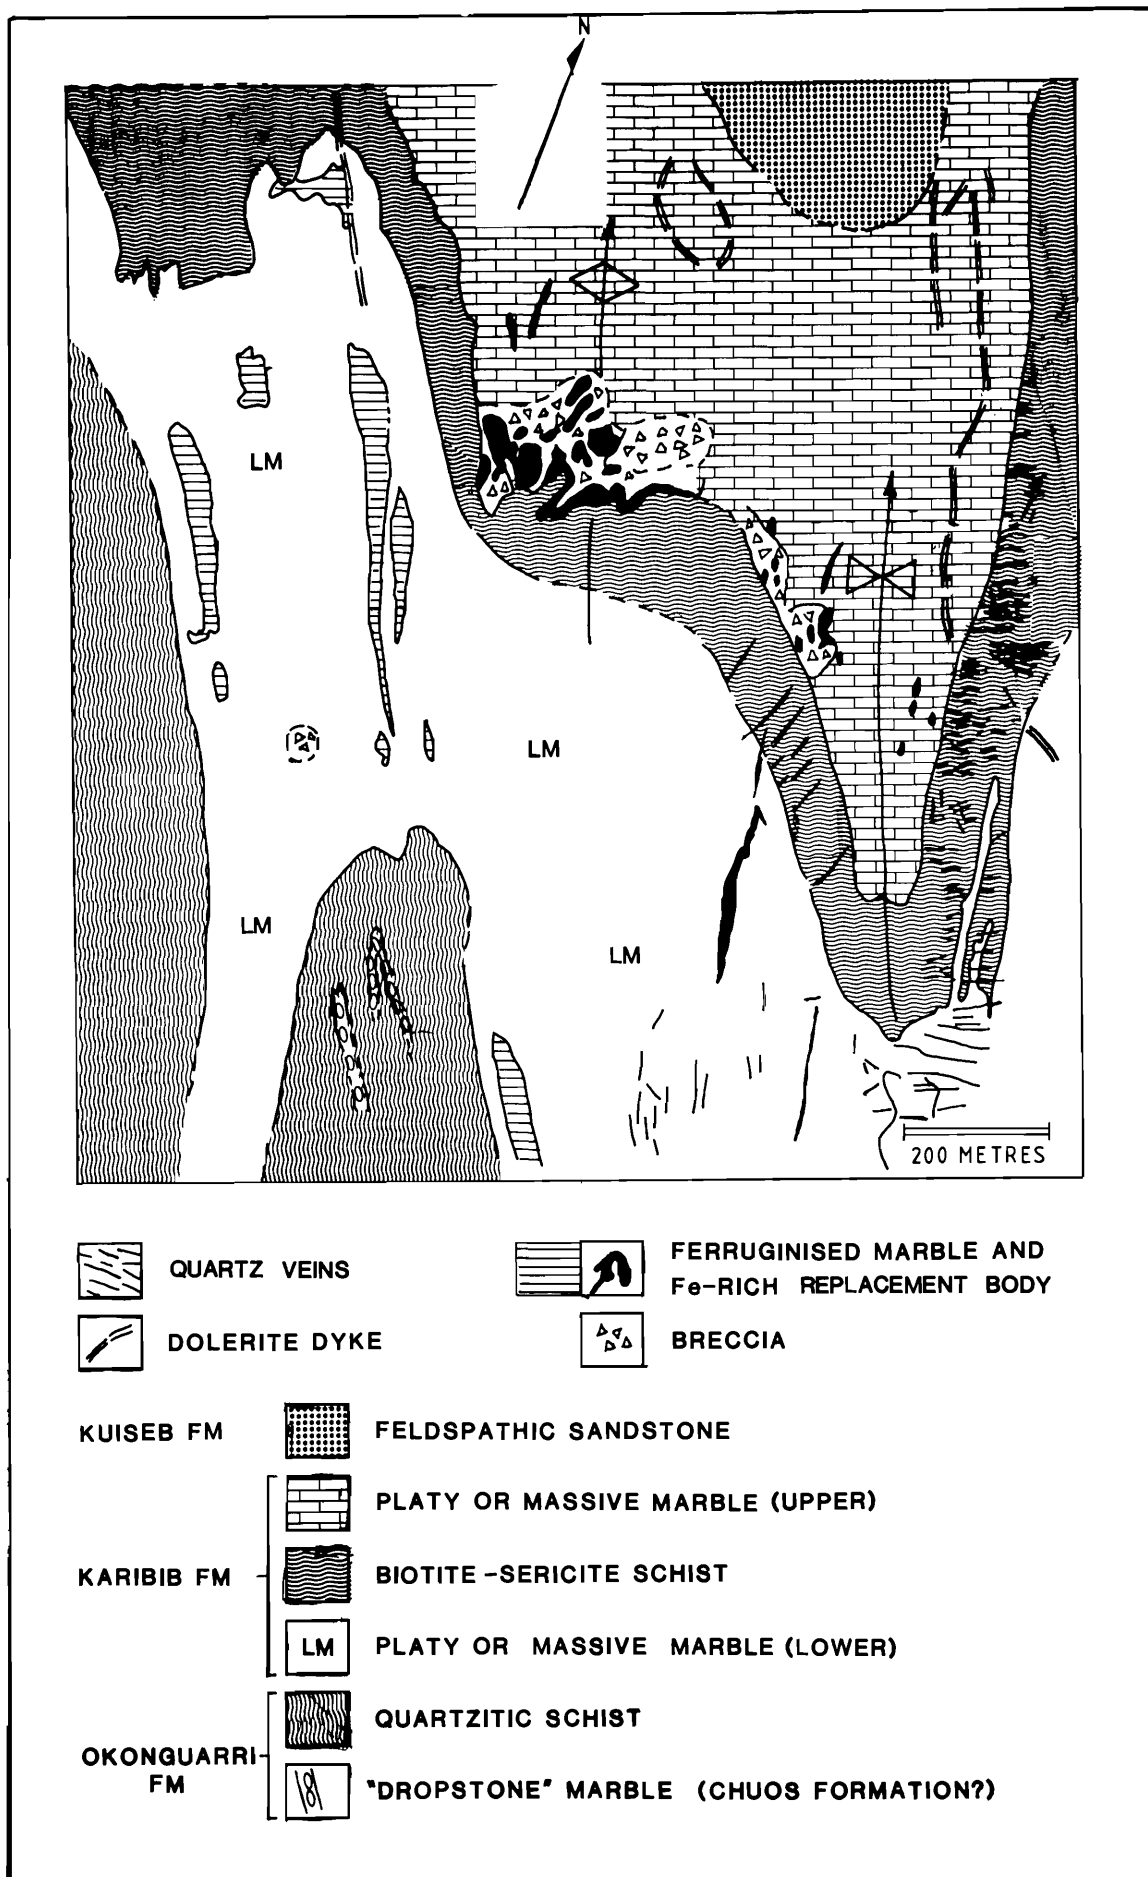 N
LM
LM
LM
LM
200 METRES
QUARTZ VEINS
FERRUGINISED MARBLE AND
Fe-RICH REPLACEMENT BODY
DOLERITE DYKE
BRECCIA
KUISEB FM
FELDSPATHIC SANDSTONE
PLATY OR MASSIVE MARBLE (UPPER)
KARIBIB FM
BIOTITE-SERICITE SCHIST
LM
PLATY OR MASSIVE MARBLE (LOWER)
QUARTZITIC SCHIST
OKONGUARRI
FM
"DROPSTONE" MARBLE (CHUOS FORMATION?)